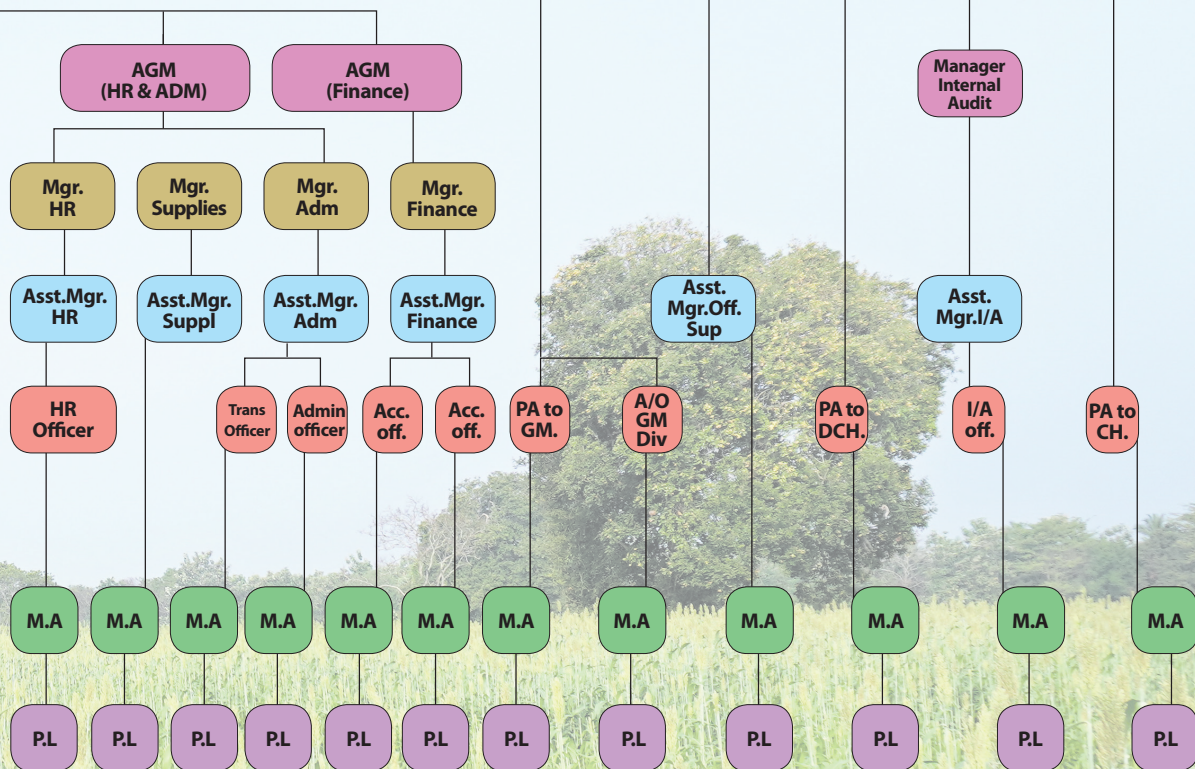 AGM
(HR & ADM)
AGM
(Finance)
Manager
Internal
Audit
Mgr.
HR
Mgr.
Supplies
Mgr.
Adm
Mgr.
Finance
Asst.Mgr.
HR
Asst.Mgr.
Suppl
Asst.Mgr.
Adm
Asst.Mgr.
Finance
Asst.
Mgr.Off.
Sup
Asst.
Mgr.I/A
HR
Officer
Trans
Officer
Admin
officer
Acc.
off.
Acc.
off.
PA to
GM.
A/O
GM
Div
PA to
DCH.
I/A
off.
PA to
CH.
M.A
M.A
M.A
M.A
M.A
M.A
M.A
M.A
M.A
M.A
M.A
M.A
P.L
P.L
P.L
P.L
P.L
P.L
P.L
P.L
P.L
P.L
P.L
P.L